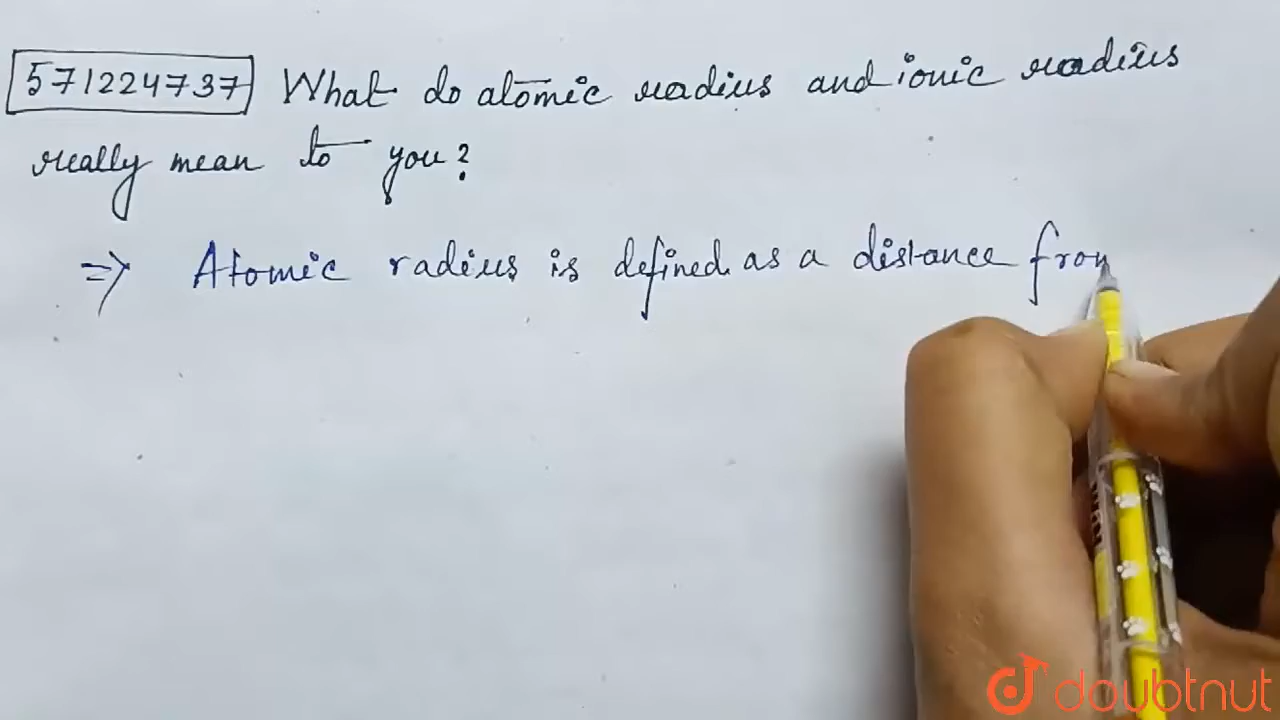 571224737 What do atomic radius and ionic radius
really mean to you?
⇒ Atomic radius is defined as a distance from
doubtnut